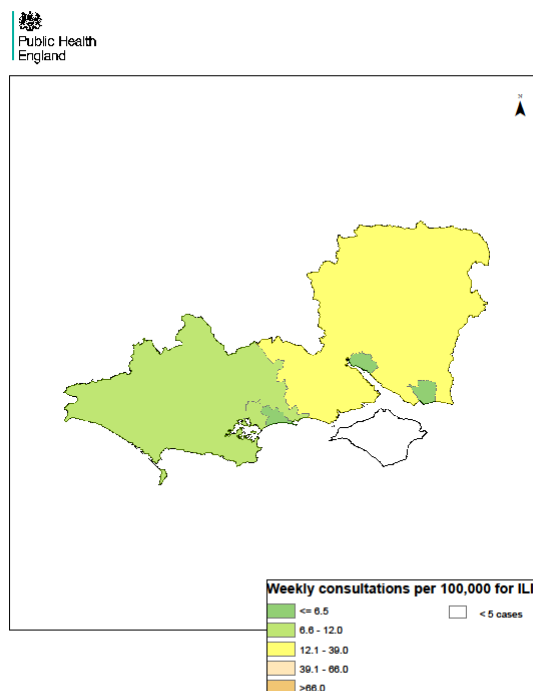 Public Health
England
N
Weekly consultations per 100,000 for ILI
<= 6.5
< 5 cases
6.6 - 12.0
12.1 - 39.0
39.1 - 66.0
>66.0